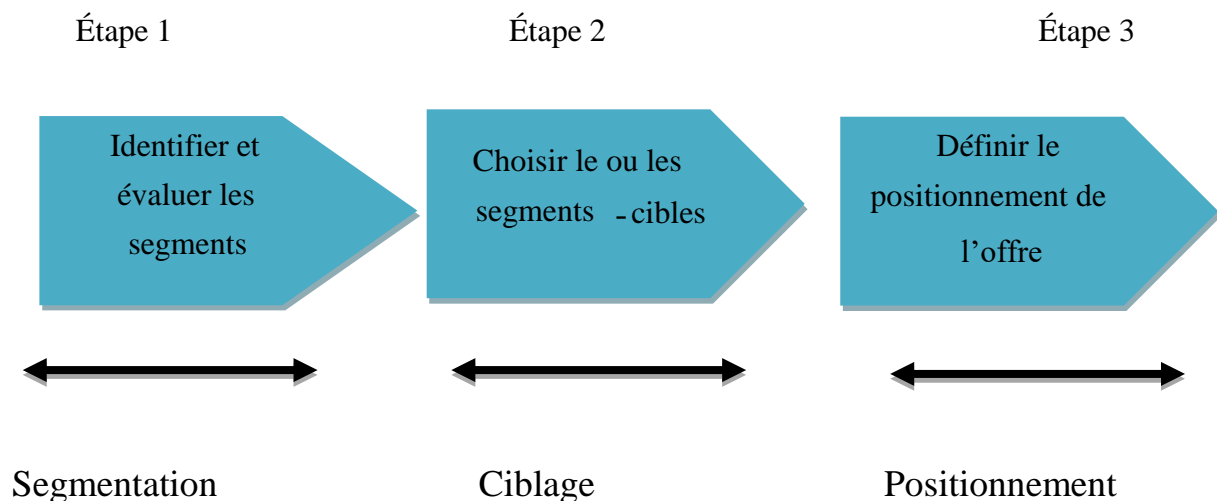 Étape 1
Étape 2
Étape 3
Identifier et
évaluer les
segments
Choisir le ou les
segments -cibles
Définir le
positionnement de
l’offre
Segmentation
Ciblage
Positionnement